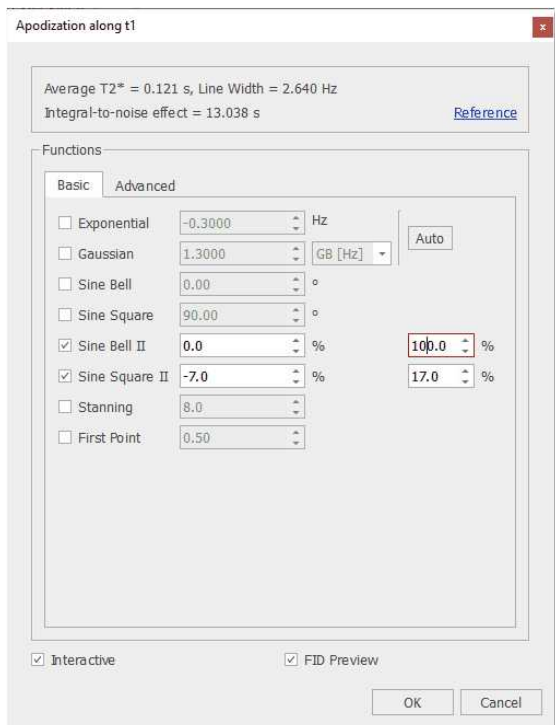 Apodization along t1
x
Average T2* = 0.121 s, Line Width = 2.640 Hz
Integral-to-noise effect = 13.038 s Reference
Functions
Basic Advanced
Exponential -0.3000 Hz Auto
Gaussian 1.3000 GB [Hz]
Sine Bell 0.00 °
Sine Square 90.00 °
Sine Bell II 0.0 % 100.0 %
Sine Square II -7.0 % 17.0 %
Stanning 8.0
First Point 0.50
Interactive FID Preview
OK Cancel